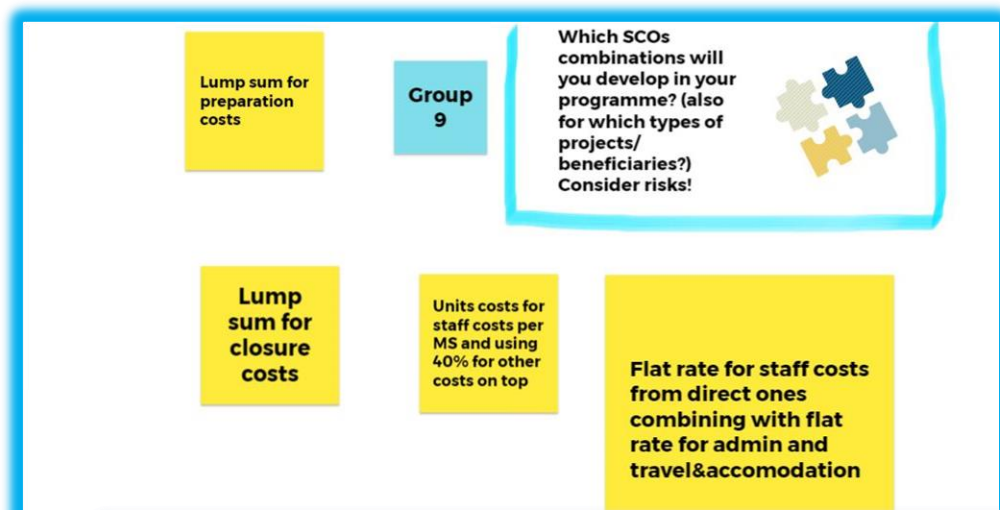 Lump sum for
preparation
costs
Group
9
Which SCOs
combinations will
you develop in your
programme? (also
for which types of
projects/
beneficiaries?)
Consider risks!
Lump
sum for
closure
costs
Units costs for
staff costs per
MS and using
40% for other
costs on top
Flat rate for staff costs
from direct ones
combining with flat
rate for admin and
travel&accomodation